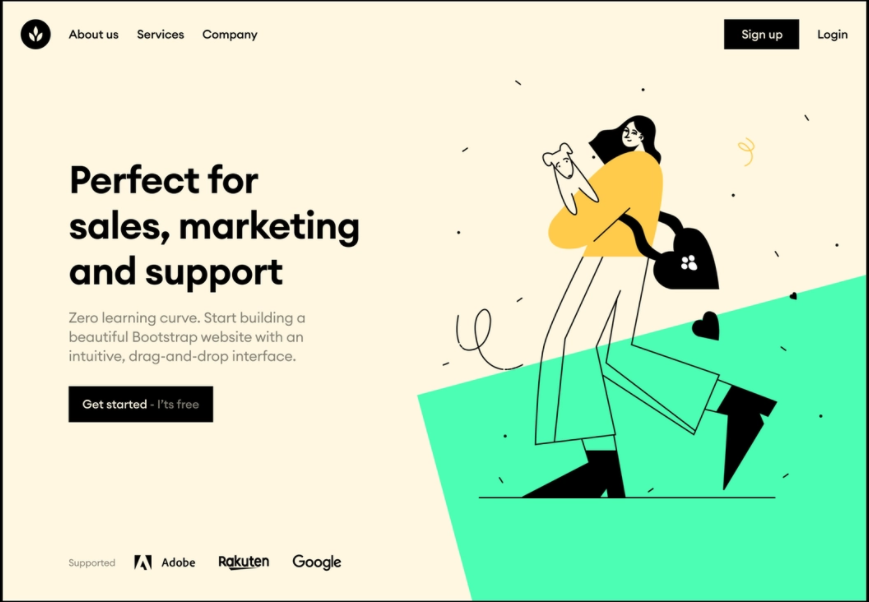 About us Services Company Sign up Login
Perfect for
sales, marketing
and support
Zero learning curve. Start building a
beautiful Bootstrap website with an
intuitive, drag-and-drop interface.
Get started - I'ts free
Supported Adobe Rakuten Google